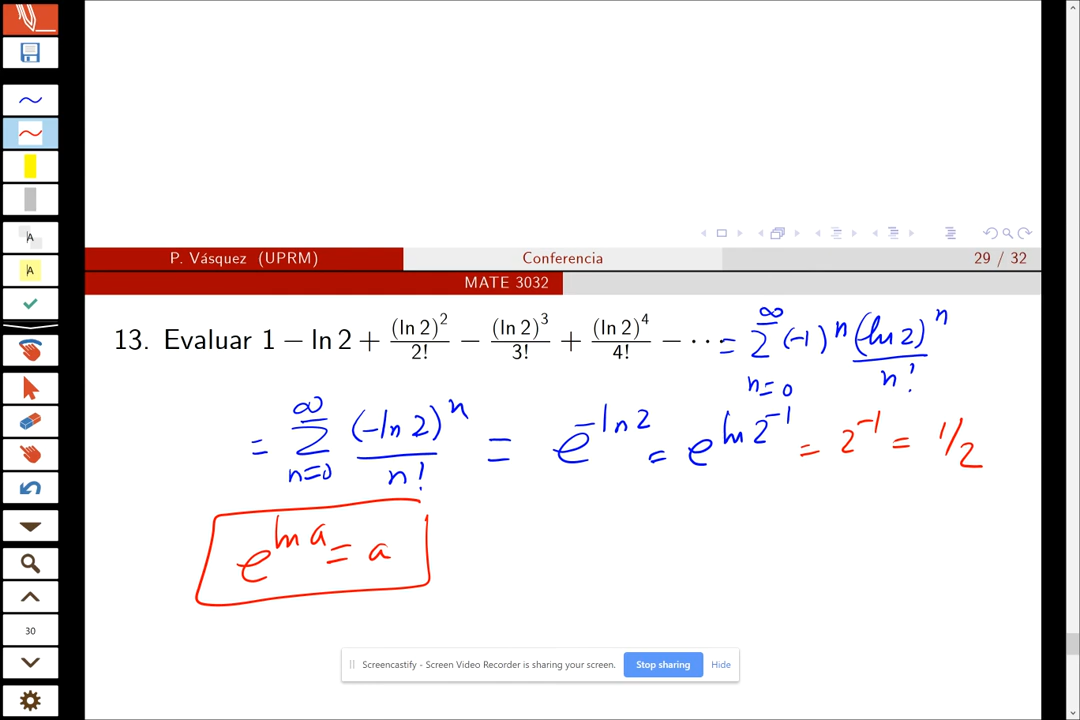 P. Vásquez (UPRM) Conferencia 29 / 32
MATE 3032
13. Evaluar 1 − ln 2 + (ln 2)^2/2! − (ln 2)^3/3! + (ln 2)^4/4! − ⋯ = ∑_{n=0}^{∞} (-1)^n (ln 2)^n/n!
= ∑_{n=0}^{∞} (-ln 2)^n/n! = e^{-ln 2} = e^{ln 2^{-1}} = 2^{-1} = 1/2
e^{ln a} = a
A
A
30
Screencastify - Screen Video Recorder is sharing your screen. Stop sharing Hide